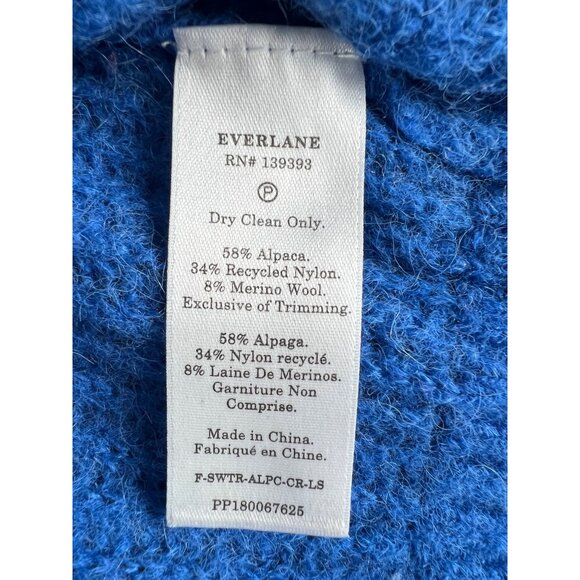 EVERLANE
RN# 139393
P
Dry Clean Only.
58% Alpaca.
34% Recycled Nylon.
8% Merino Wool.
Exclusive of Trimming.
58% Alpaga.
34% Nylon recyclé.
8% Laine De Merinos.
Garniture Non
Comprise.
Made in China.
Fabriqué en Chine.
F-SWTR-ALPC-CR-LS
PP180067625